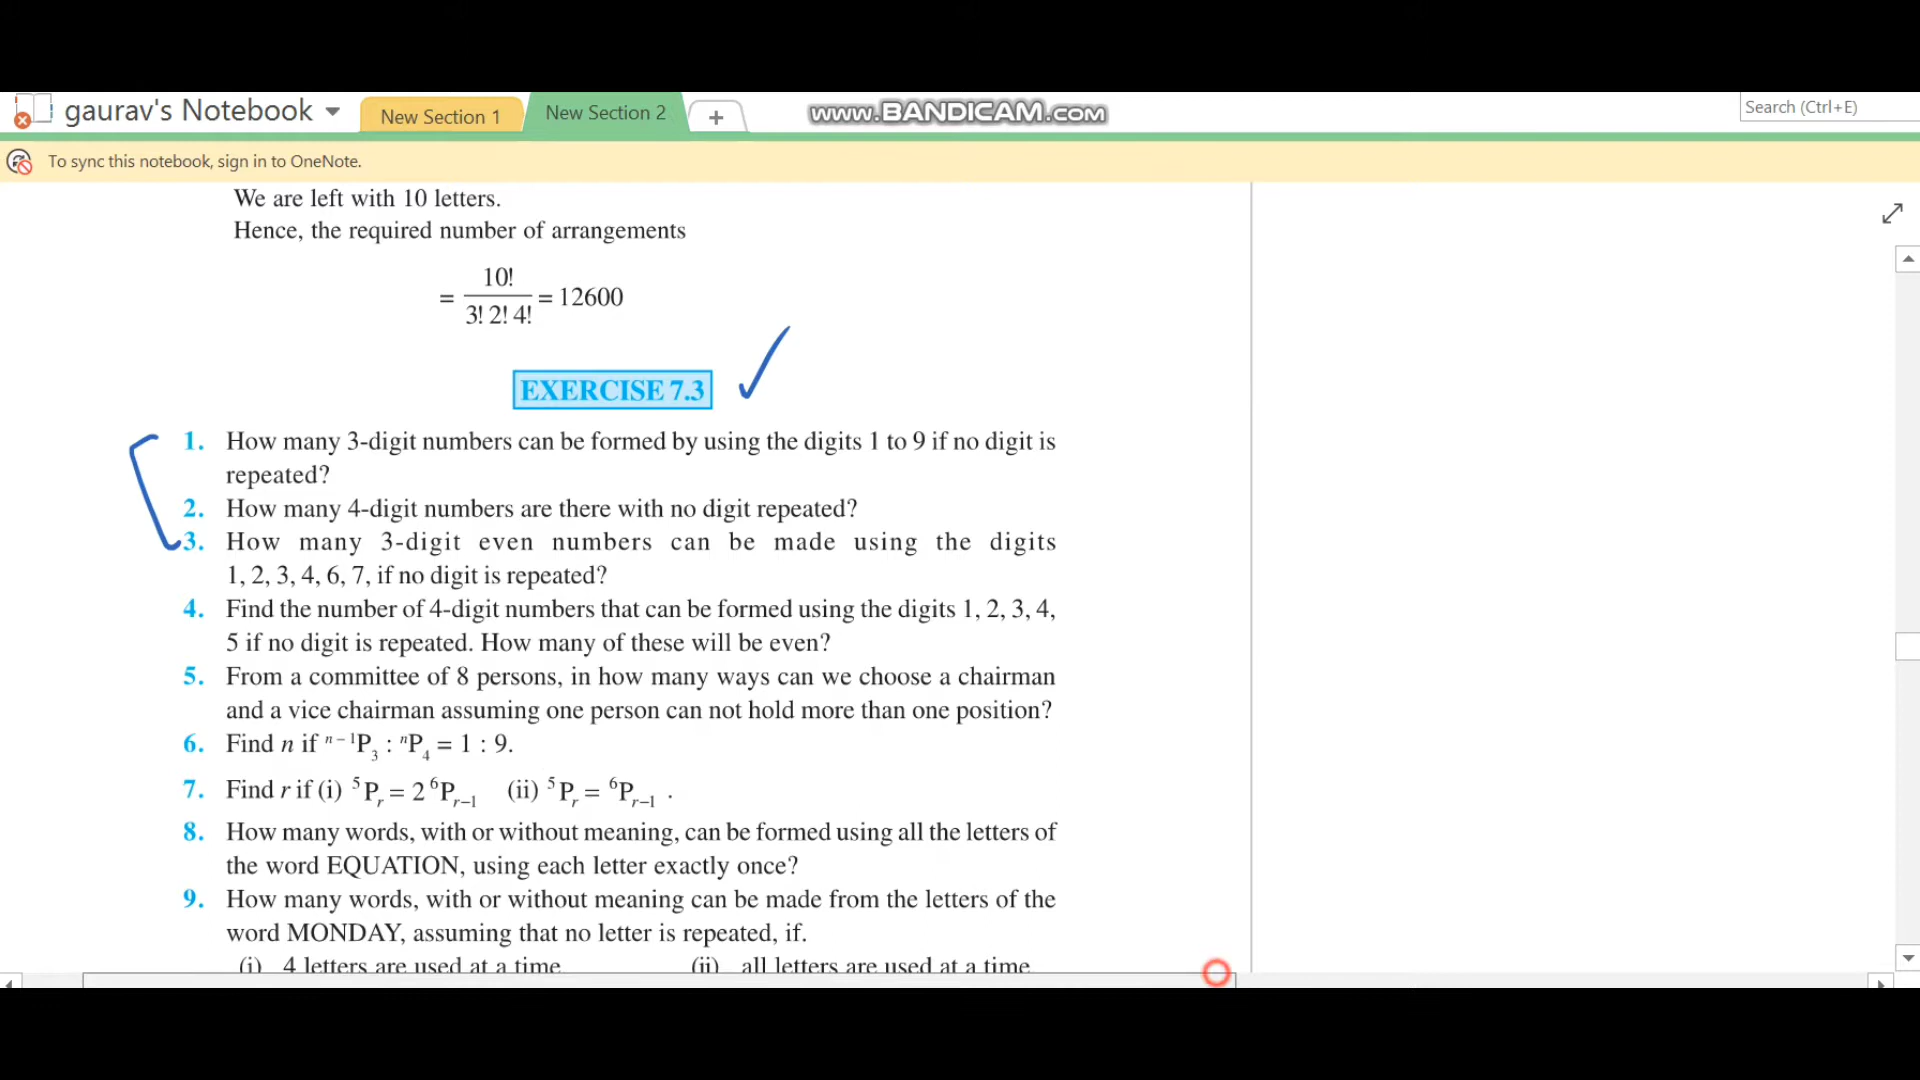 gaurav's Notebook
New Section 1
New Section 2
+
www.BANDICAM.com
Search (Ctrl+E)
To sync this notebook, sign in to OneNote.
We are left with 10 letters.
Hence, the required number of arrangements
= 10! / 3! 2! 4! = 12600
EXERCISE 7.3
1. How many 3-digit numbers can be formed by using the digits 1 to 9 if no digit is
repeated?
2. How many 4-digit numbers are there with no digit repeated?
3. How many 3-digit even numbers can be made using the digits
1, 2, 3, 4, 6, 7, if no digit is repeated?
4. Find the number of 4-digit numbers that can be formed using the digits 1, 2, 3, 4,
5 if no digit is repeated. How many of these will be even?
5. From a committee of 8 persons, in how many ways can we choose a chairman
and a vice chairman assuming one person can not hold more than one position?
6. Find n if ⁿ⁻¹P₃ : ⁿP₄ = 1 : 9.
7. Find r if (i) ⁵Pᵣ = 2 ⁶Pᵣ₋₁ (ii) ⁵Pᵣ = ⁶Pᵣ₋₁ .
8. How many words, with or without meaning, can be formed using all the letters of
the word EQUATION, using each letter exactly once?
9. How many words, with or without meaning can be made from the letters of the
word MONDAY, assuming that no letter is repeated, if.
(i) 4 letters are used at a time (ii) all letters are used at a time